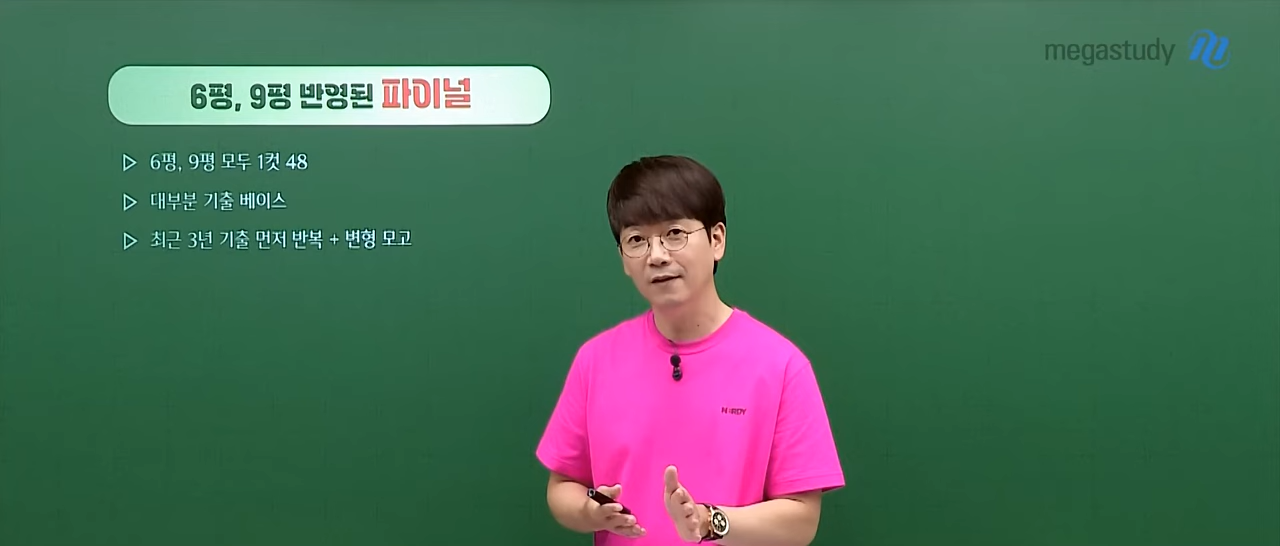 megastudy
6평, 9평 반영된 파이널
▷ 6평, 9평 모두 1컷 48
▷ 대부분 기출 베이스
▷ 최근 3년 기출 먼저 반복 + 변형 모고